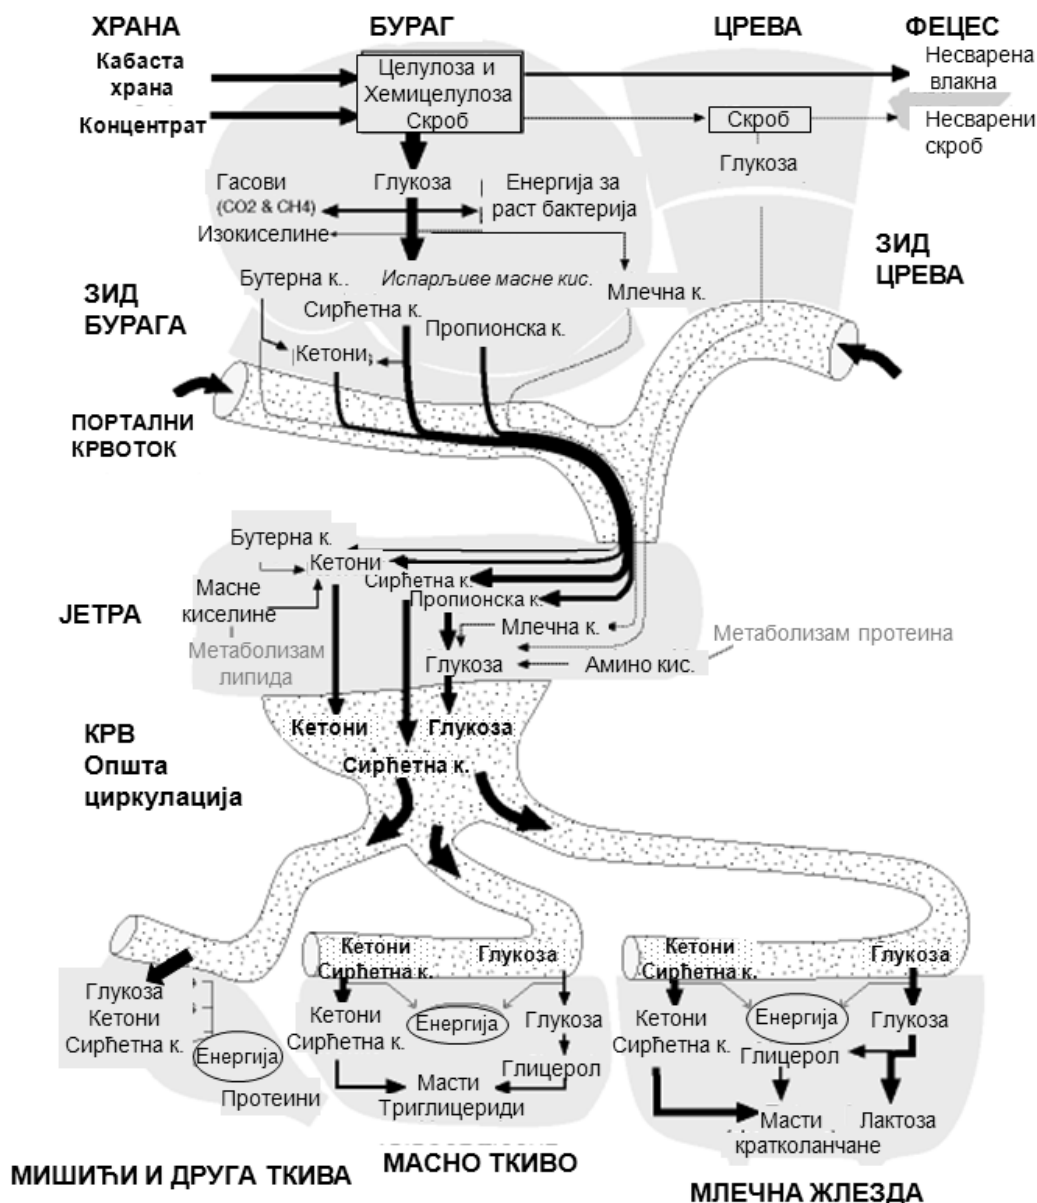 ХРАНА
БУРАГ
ЦРЕВА
ФЕЦЕС
Кабаста
храна
Концентрат
Целулоза и
Хемицелулоза
Скроб
Несварена
влакна
Скроб
Несварени
скроб
Глукоза
Гасови
(CO2 & CH4)
Глукоза
Енергија за
раст бактерија
Изокиселине
ЗИД
ЦРЕВА
Бутерна к..
Испарљиве масне кис.
Млечна к.
ЗИД
БУРАГА
Сирћетна к.
Пропионска к.
Кетони
ПОРТАЛНИ
КРВОТОК
Бутерна к.
Кетони
Сирћетна к.
Масне
киселине
Пропионска к.
ЈЕТРА
Млечна к.
Метаболизам протеина
Метаболизам
липида
Глукоза
Амино кис.
КРВ
Општа
циркулација
Кетони
Глукоза
Сирћетна к.
Кетони
Сирћетна к.
Глукоза
Кетони
Сирћетна к.
Глукоза
Глукоза
Кетони
Сирћетна к.
Енергија
Протеини
Кетони
Сирћетна к.
Енергија
Глукоза
Глицерол
Масти
Триглицериди
Кетони
Сирћетна к.
Енергија
Глукоза
Глицерол
Масти
кратколанчане
Лактоза
МИШИЋИ И ДРУГА ТКИВА
МАСНО ТКИВО
МЛЕЧНА ЖЛЕЗДА